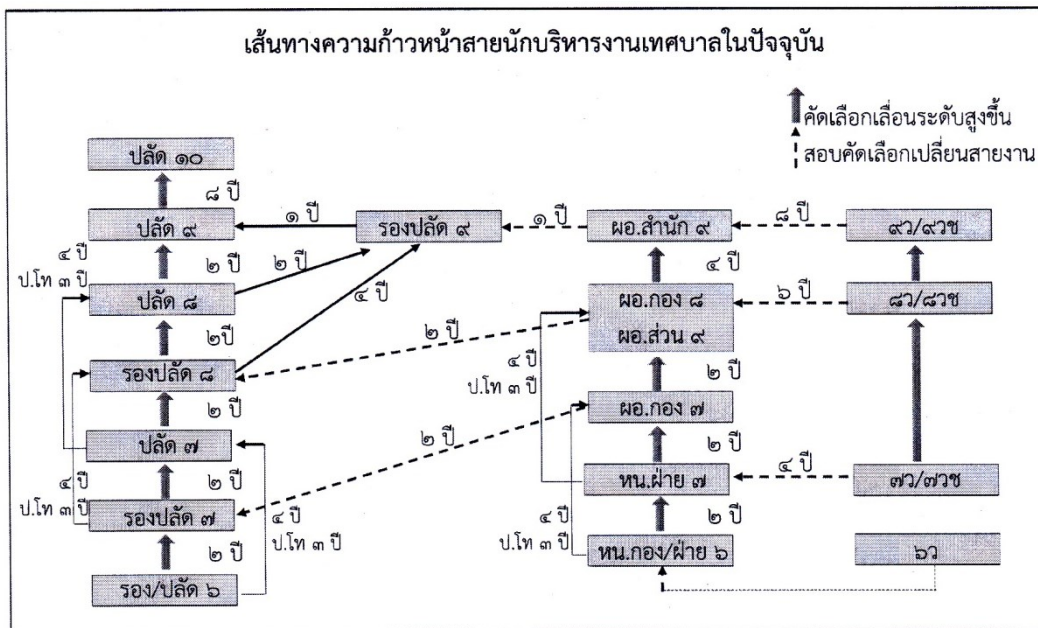 เส้นทางความก้าวหน้าสายนักบริหารงานเทศบาลในปัจจุบัน
คัดเลือกเลื่อนระดับสูงขึ้น
สอบคัดเลือกเปลี่ยนสายงาน
ปลัด ๑๐
๘ ปี
ปลัด ๙
๑ ปี
รองปลัด ๙
๑ ปี
ผอ.สำนัก ๙
๘ ปี
๙ว/๙วช
๔ ปี
ป.โท ๓ ปี
๒ ปี
๒ ปี
๔ ปี
๔ ปี
ปลัด ๘
ผอ.กอง ๘
ผอ.ส่วน ๙
๖ ปี
๘ว/๘วช
๒ปี
๒ ปี
รองปลัด ๘
๔ ปี
ป.โท ๓ ปี
๒ ปี
๒ ปี
ผอ.กอง ๗
ปลัด ๗
๒ ปี
๒ ปี
๔ ปี
ป.โท ๓ ปี
๒ ปี
รองปลัด ๗
หน.ฝ่าย ๗
๔ ปี
๗ว/๗วช
๒ ปี
๔ ปี
ป.โท ๓ ปี
๔ ปี
ป.โท ๓ ปี
๒ ปี
รอง/ปลัด ๖
หน.กอง/ฝ่าย ๖
๖ว